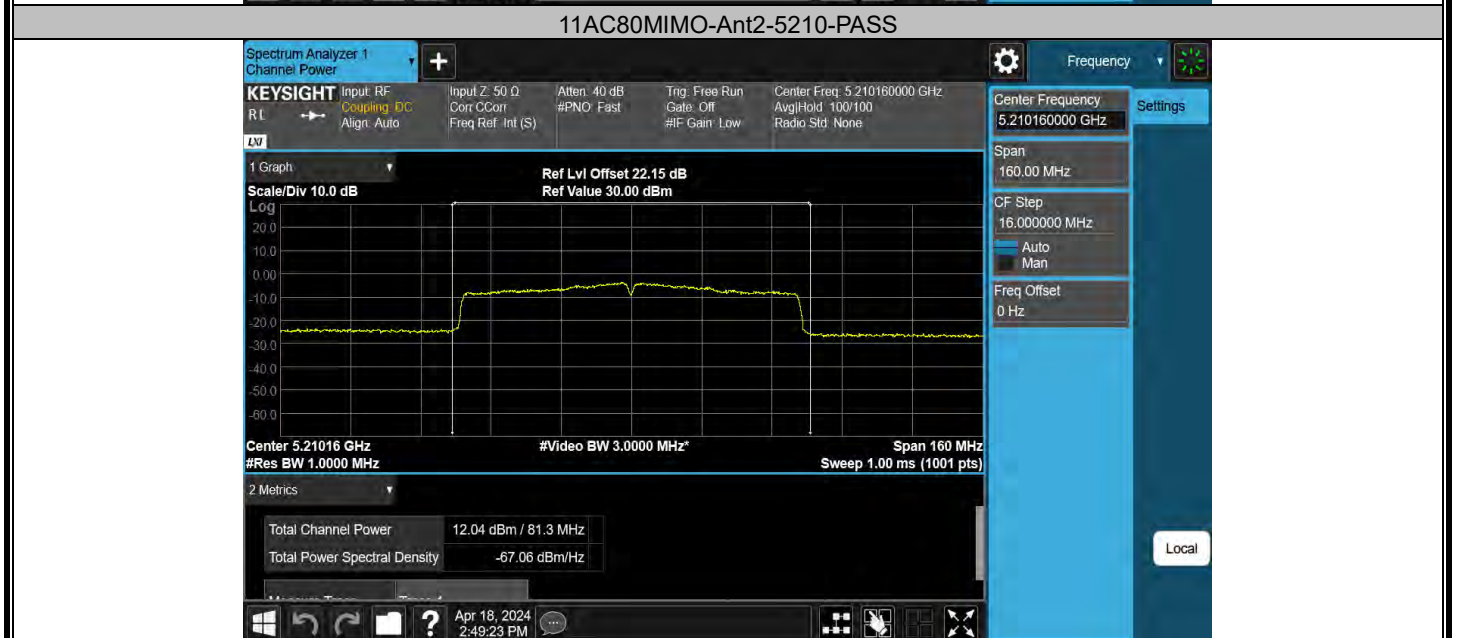 11AC80MIMO-Ant2-5210-PASS
Spectrum Analyzer 1
Channel Power
+
Frequency
KEYSIGHT
RL
LXI
Input: RF
Coupling: DC
Align: Auto
Input Z: 50 Ω
Corr CCorr
Freq Ref: Int (S)
Atten: 40 dB
#PNO: Fast
Trig: Free Run
Gate: Off
#IF Gain: Low
Center Freq: 5.210160000 GHz
Avg|Hold: 100/100
Radio Std: None
Center Frequency
5.210160000 GHz
Settings
Span
160.00 MHz
CF Step
16.000000 MHz
Auto
Man
Freq Offset
0 Hz
1 Graph
Ref Lvl Offset 22.15 dB
Scale/Div 10.0 dB
Ref Value 30.00 dBm
Log
20.0
10.0
0.00
-10.0
-20.0
-30.0
-40.0
-50.0
-60.0
Center 5.21016 GHz
#Video BW 3.0000 MHz*
Span 160 MHz
#Res BW 1.0000 MHz
Sweep 1.00 ms (1001 pts)
2 Metrics
Total Channel Power 12.04 dBm / 81.3 MHz
Total Power Spectral Density -67.06 dBm/Hz
Local
?
Apr 18, 2024
2:49:23 PM